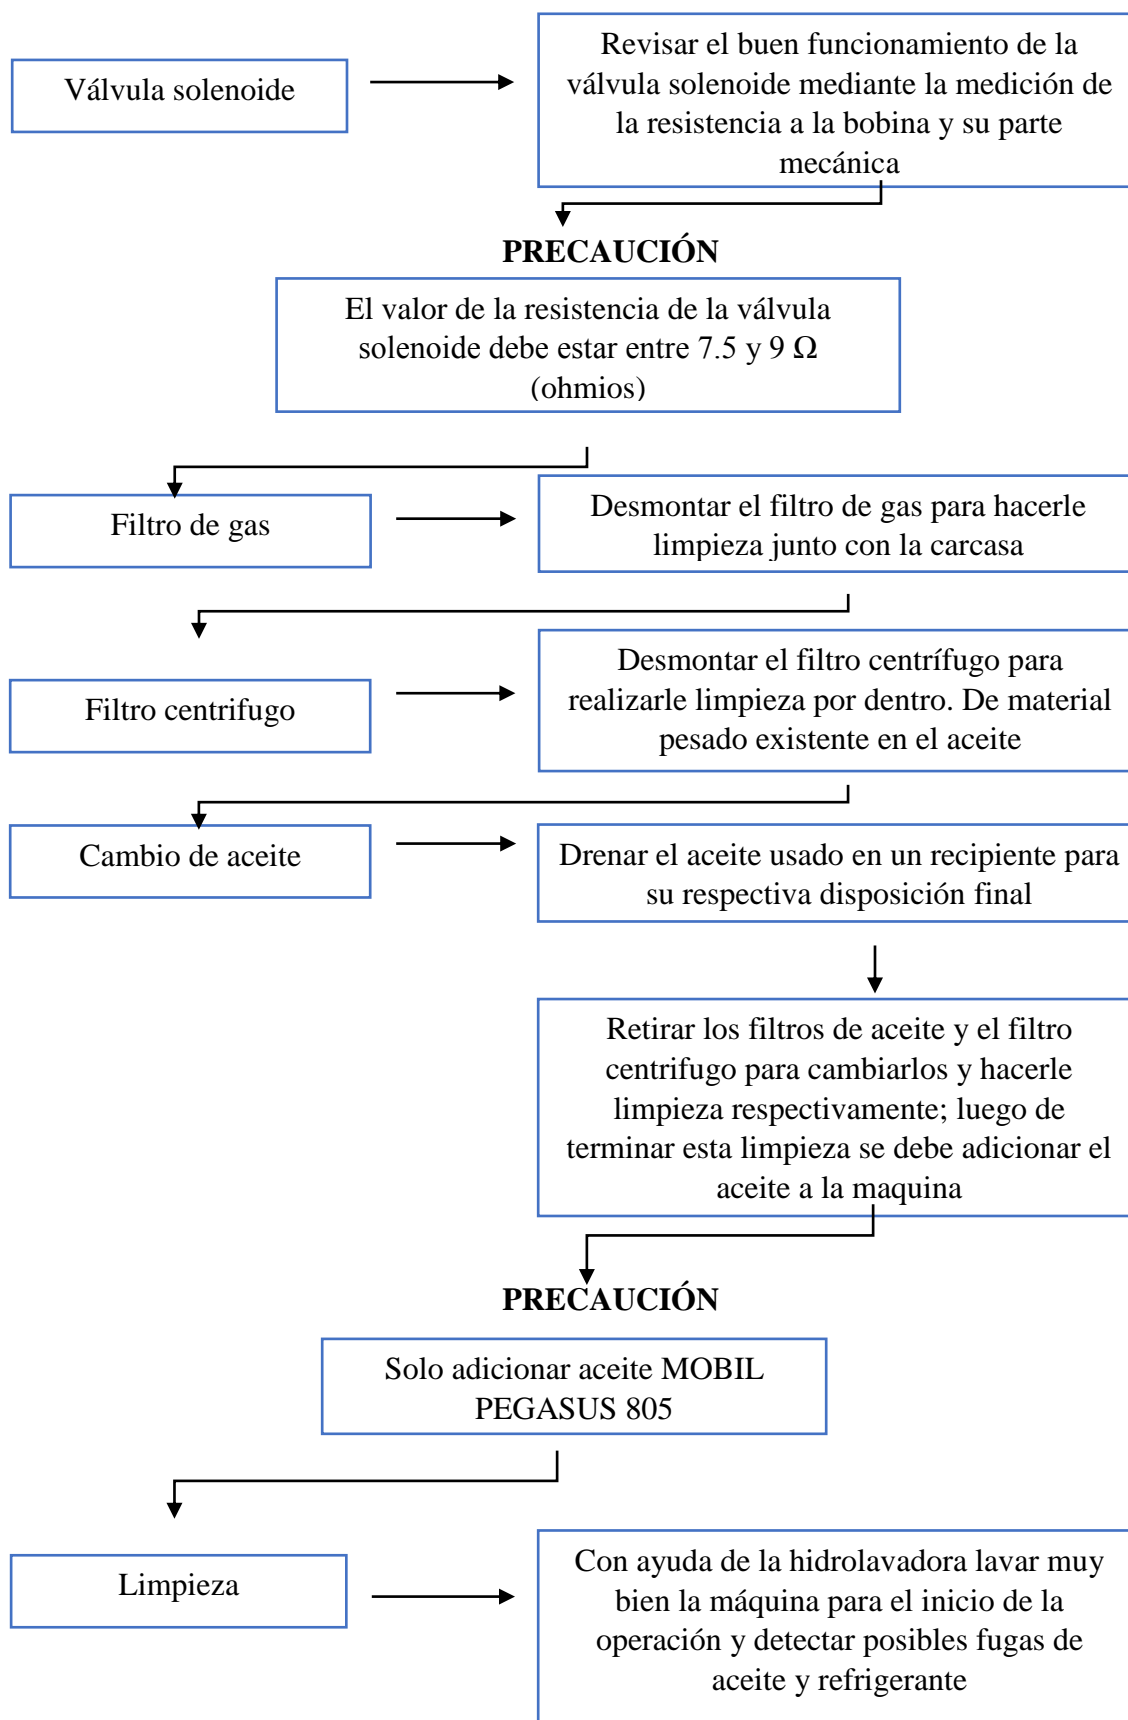 Válvula solenoide
Revisar el buen funcionamiento de la
válvula solenoide mediante la medición de
la resistencia a la bobina y su parte
mecánica
PRECAUCIÓN
El valor de la resistencia de la válvula
solenoide debe estar entre 7.5 y 9 Ω
(ohmios)
Filtro de gas
Desmontar el filtro de gas para hacerle
limpieza junto con la carcasa
Filtro centrifugo
Desmontar el filtro centrífugo para
realizarle limpieza por dentro. De material
pesado existente en el aceite
Cambio de aceite
Drenar el aceite usado en un recipiente para
su respectiva disposición final
Retirar los filtros de aceite y el filtro
centrifugo para cambiarlos y hacerle
limpieza respectivamente; luego de
terminar esta limpieza se debe adicionar el
aceite a la maquina
PRECAUCIÓN
Solo adicionar aceite MOBIL
PEGASUS 805
Limpieza
Con ayuda de la hidrolavadora lavar muy
bien la máquina para el inicio de la
operación y detectar posibles fugas de
aceite y refrigerante